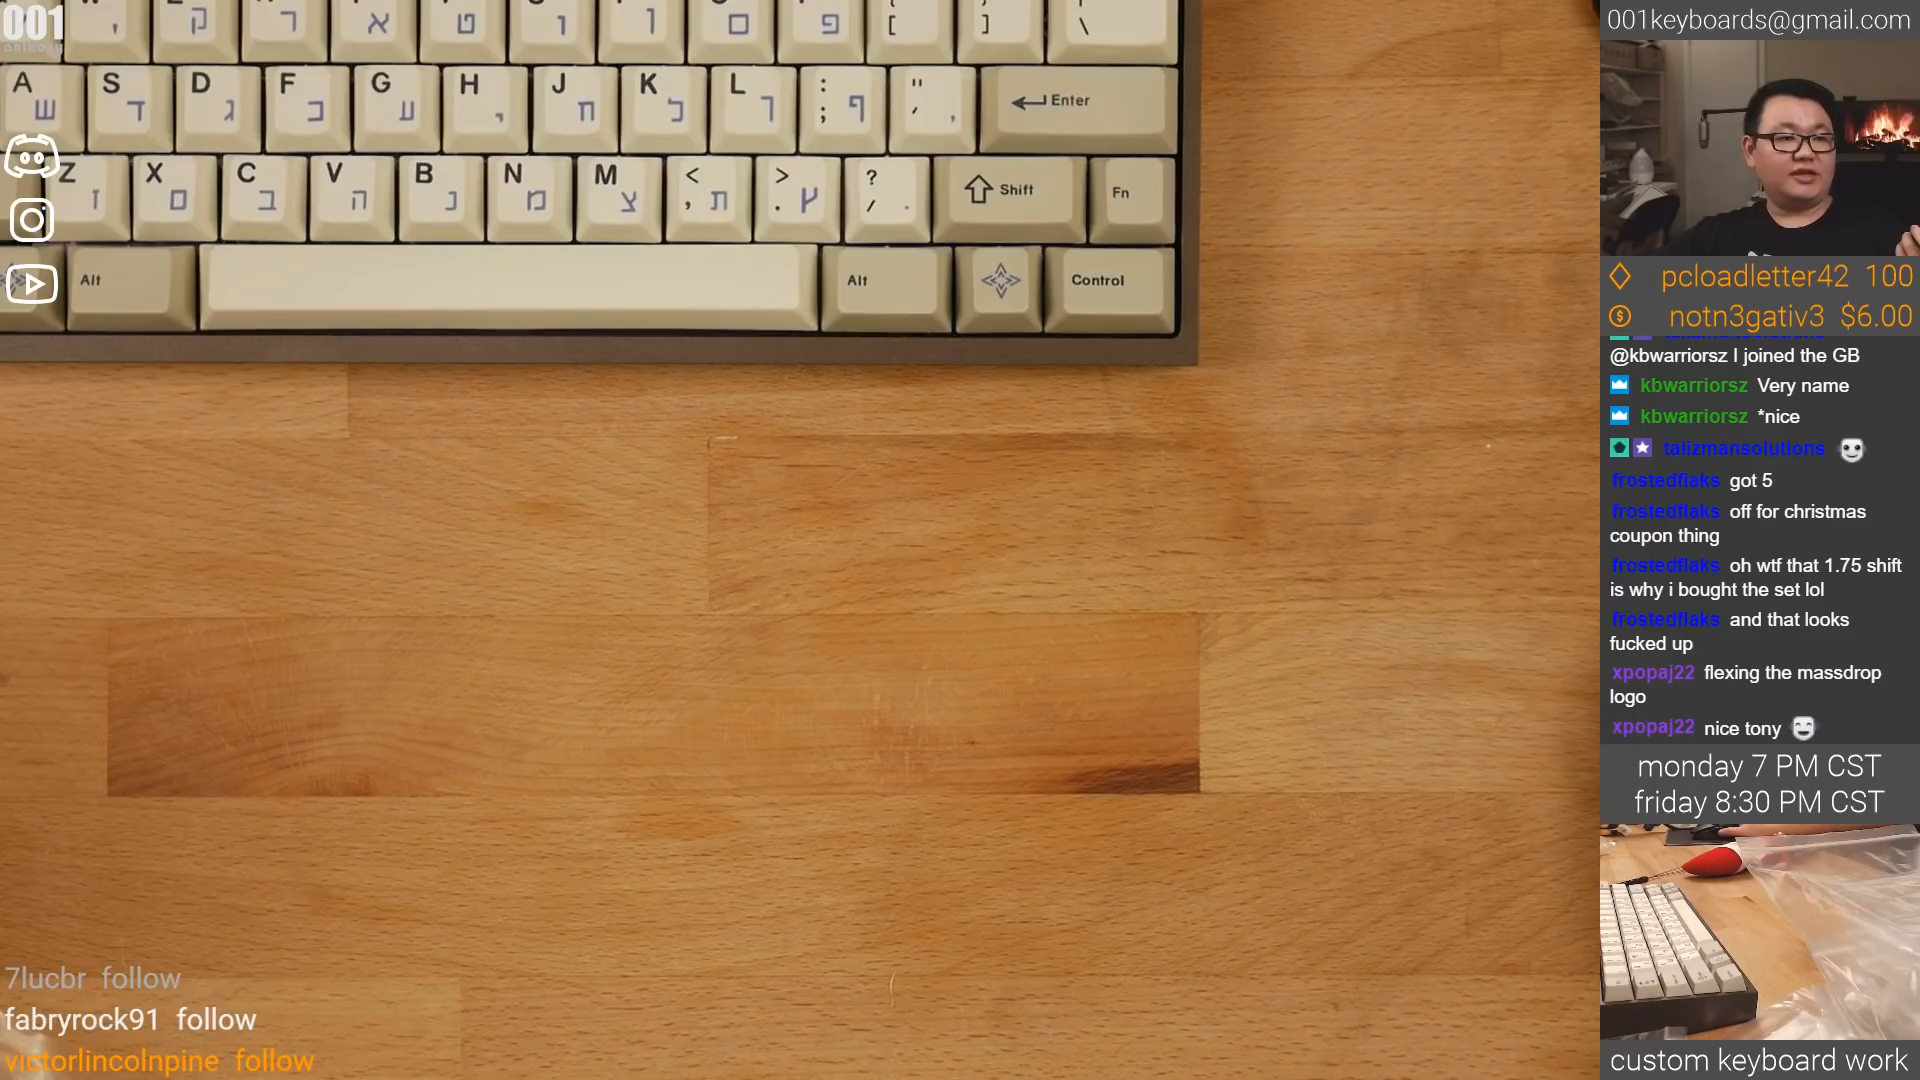 001
] [
\
ק ר א ט ו ן ם פ
A S D F G H J K L : " Enter
ש ד ג כ ע י ח ל ך ; ף ' ,
Z X C V B N M < > ? Shift Fn
ז ס ב ה נ מ צ , ת . ץ / .
Alt Alt Control
7lucbr follow
fabryrock91 follow
victorlincolnpine follow
001keyboards@gmail.com
pcloadletter42 100
notn3gativ3 $6.00
@kbwarriorsz I joined the GB
kbwarriorsz Very name
kbwarriorsz *nice
talizmansolutions
frostedflaks got 5
frostedflaks off for christmas
coupon thing
frostedflaks oh wtf that 1.75 shift
is why i bought the set lol
frostedflaks and that looks
fucked up
xpopaj22 flexing the massdrop
logo
xpopaj22 nice tony
monday 7 PM CST
friday 8:30 PM CST
custom keyboard work